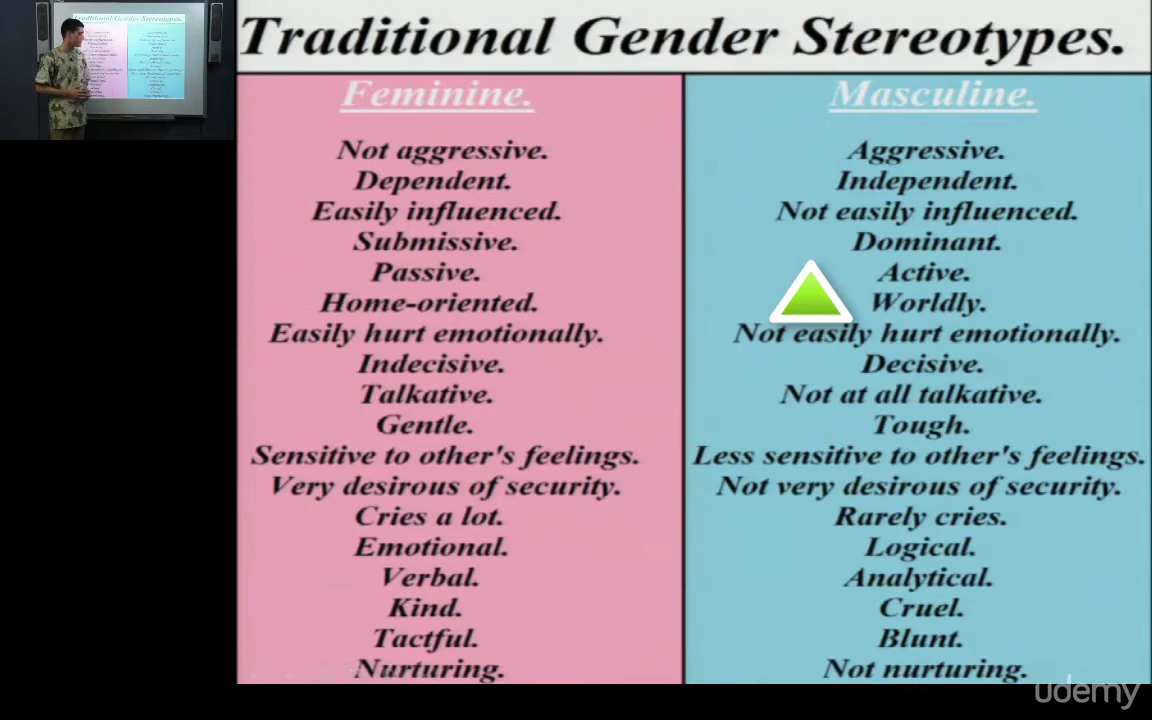 Traditional Gender Stereotypes.
Feminine.
Not aggressive.
Dependent.
Easily influenced.
Submissive.
Passive.
Home-oriented.
Easily hurt emotionally.
Indecisive.
Talkative.
Gentle.
Sensitive to other's feelings.
Very desirous of security.
Cries a lot.
Emotional.
Verbal.
Kind.
Tactful.
Nurturing.
Masculine.
Aggressive.
Independent.
Not easily influenced.
Dominant.
Active.
Worldly.
Not easily hurt emotionally.
Decisive.
Not at all talkative.
Tough.
Less sensitive to other's feelings.
Not very desirous of security.
Rarely cries.
Logical.
Analytical.
Cruel.
Blunt.
Not nurturing.
Traditional Gender Stereotypes.
udemy